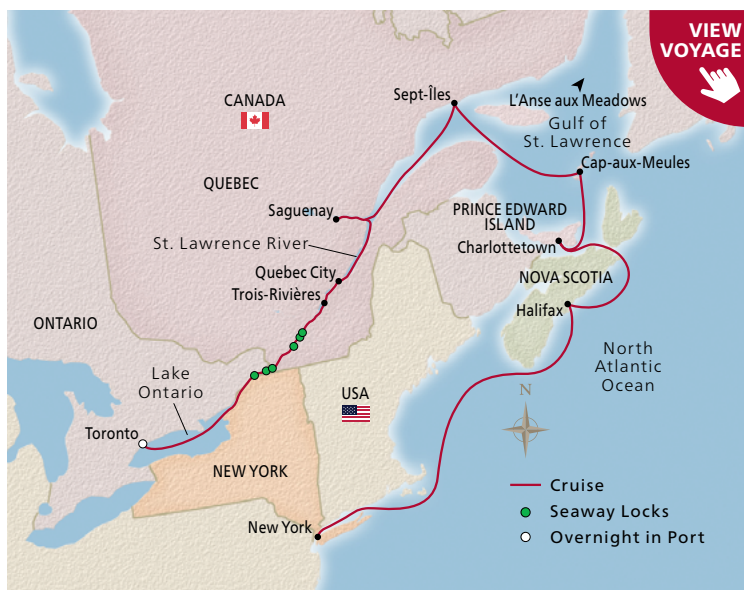 VIEW
VOYAGE
Sept-Îles
L'Anse aux Meadows
CANADA
Gulf of
St. Lawrence
Cap-aux-Meules
QUEBEC
Saguenay
PRINCE EDWARD
ISLAND
St. Lawrence River
Charlottetown
Quebec City
NOVA SCOTIA
Trois-Rivières
Halifax
ONTARIO
North
Atlantic
Ocean
Lake
Ontario
USA
N
Toronto
NEW YORK
Cruise
Seaway Locks
New York
Overnight in Port